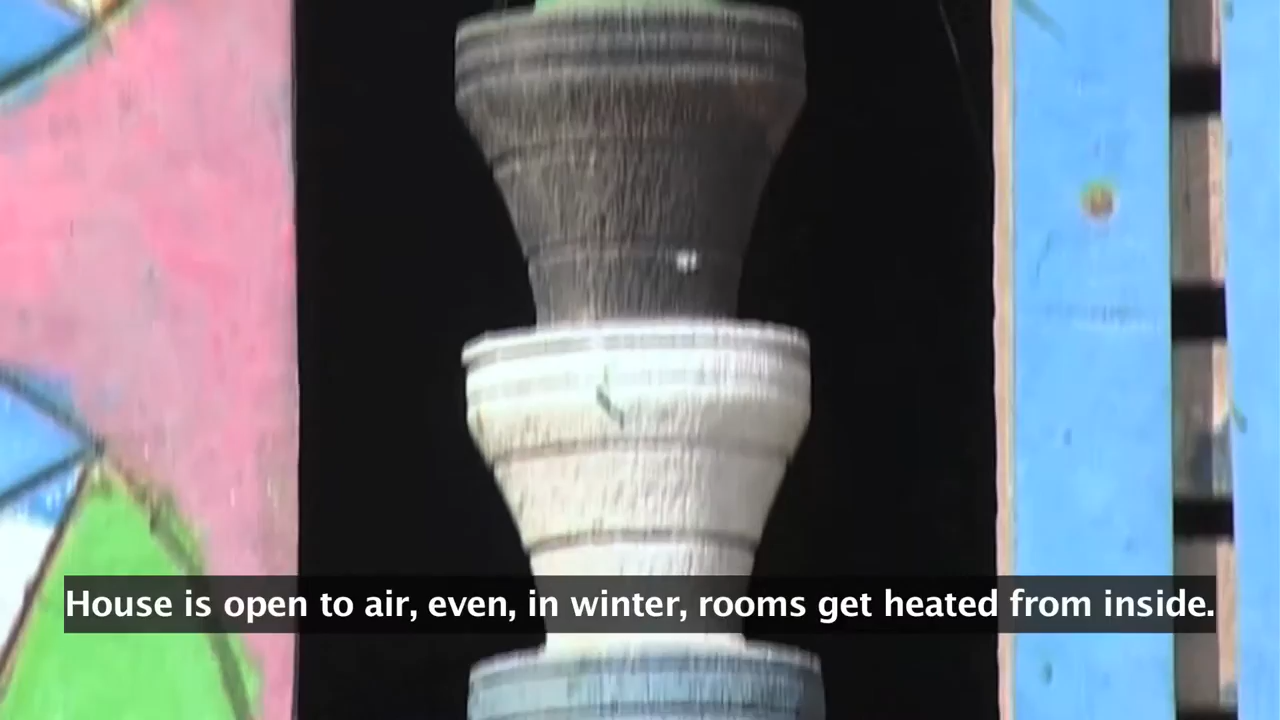 House is open to air, even, in winter, rooms get heated from inside.